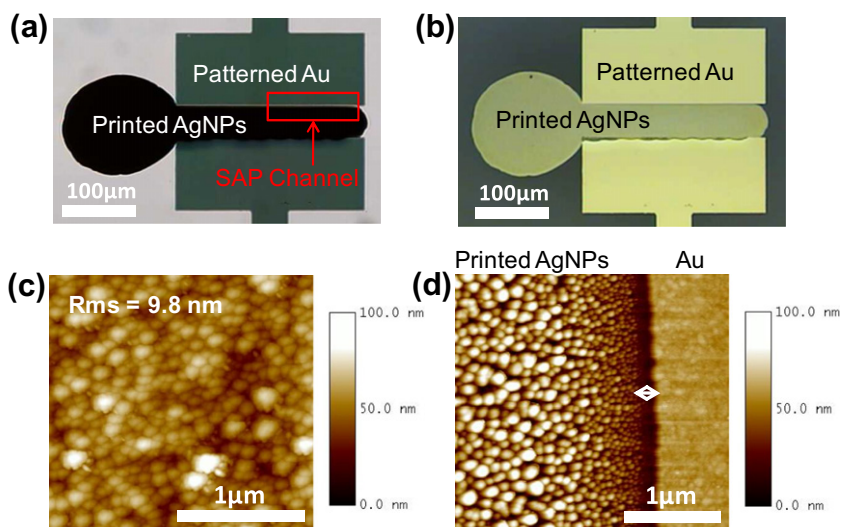 (a)
Patterned Au
Printed AgNPs
SAP Channel
100μm
(b)
Patterned Au
Printed AgNPs
100μm
(c)
Rms = 9.8 nm
1μm
100.0 nm
50.0 nm
0.0 nm
(d)
Printed AgNPs
Au
1μm
100.0 nm
50.0 nm
0.0 nm